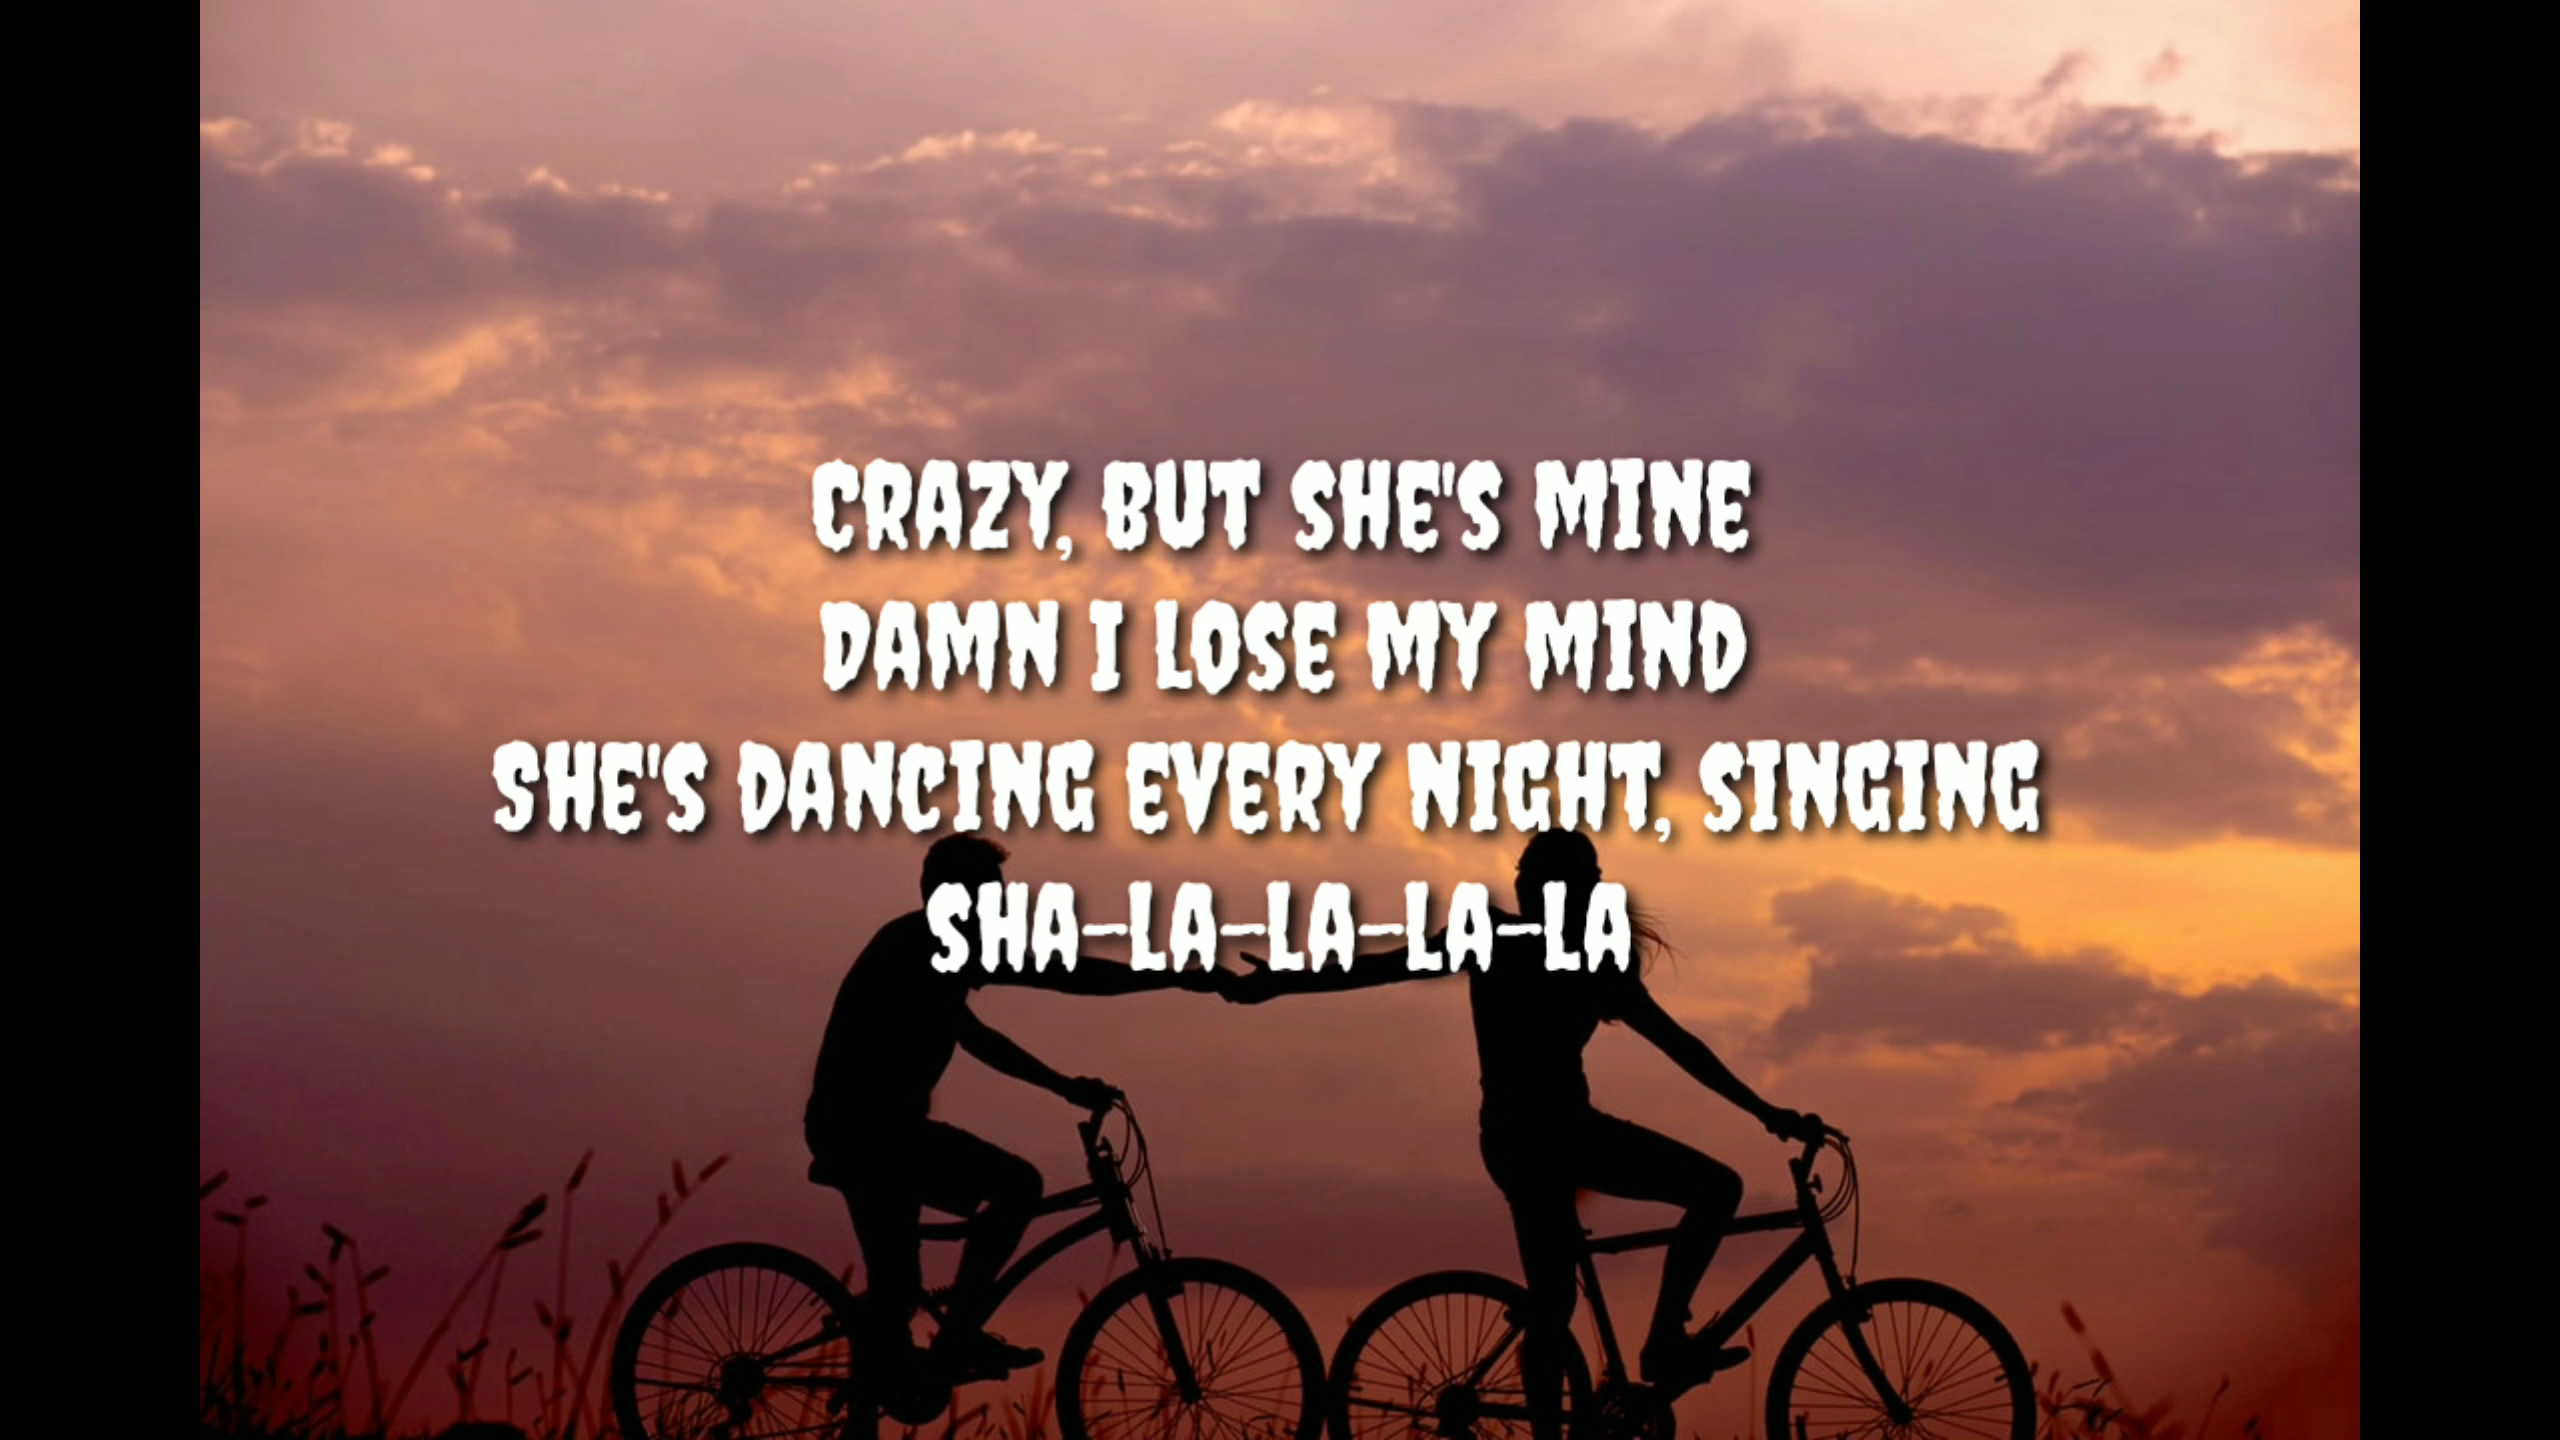 CRAZY, BUT SHE'S MINE
DAMN I LOSE MY MIND
SHE'S DANCING EVERY NIGHT, SINGING
SHA-LA-LA-LA-LA